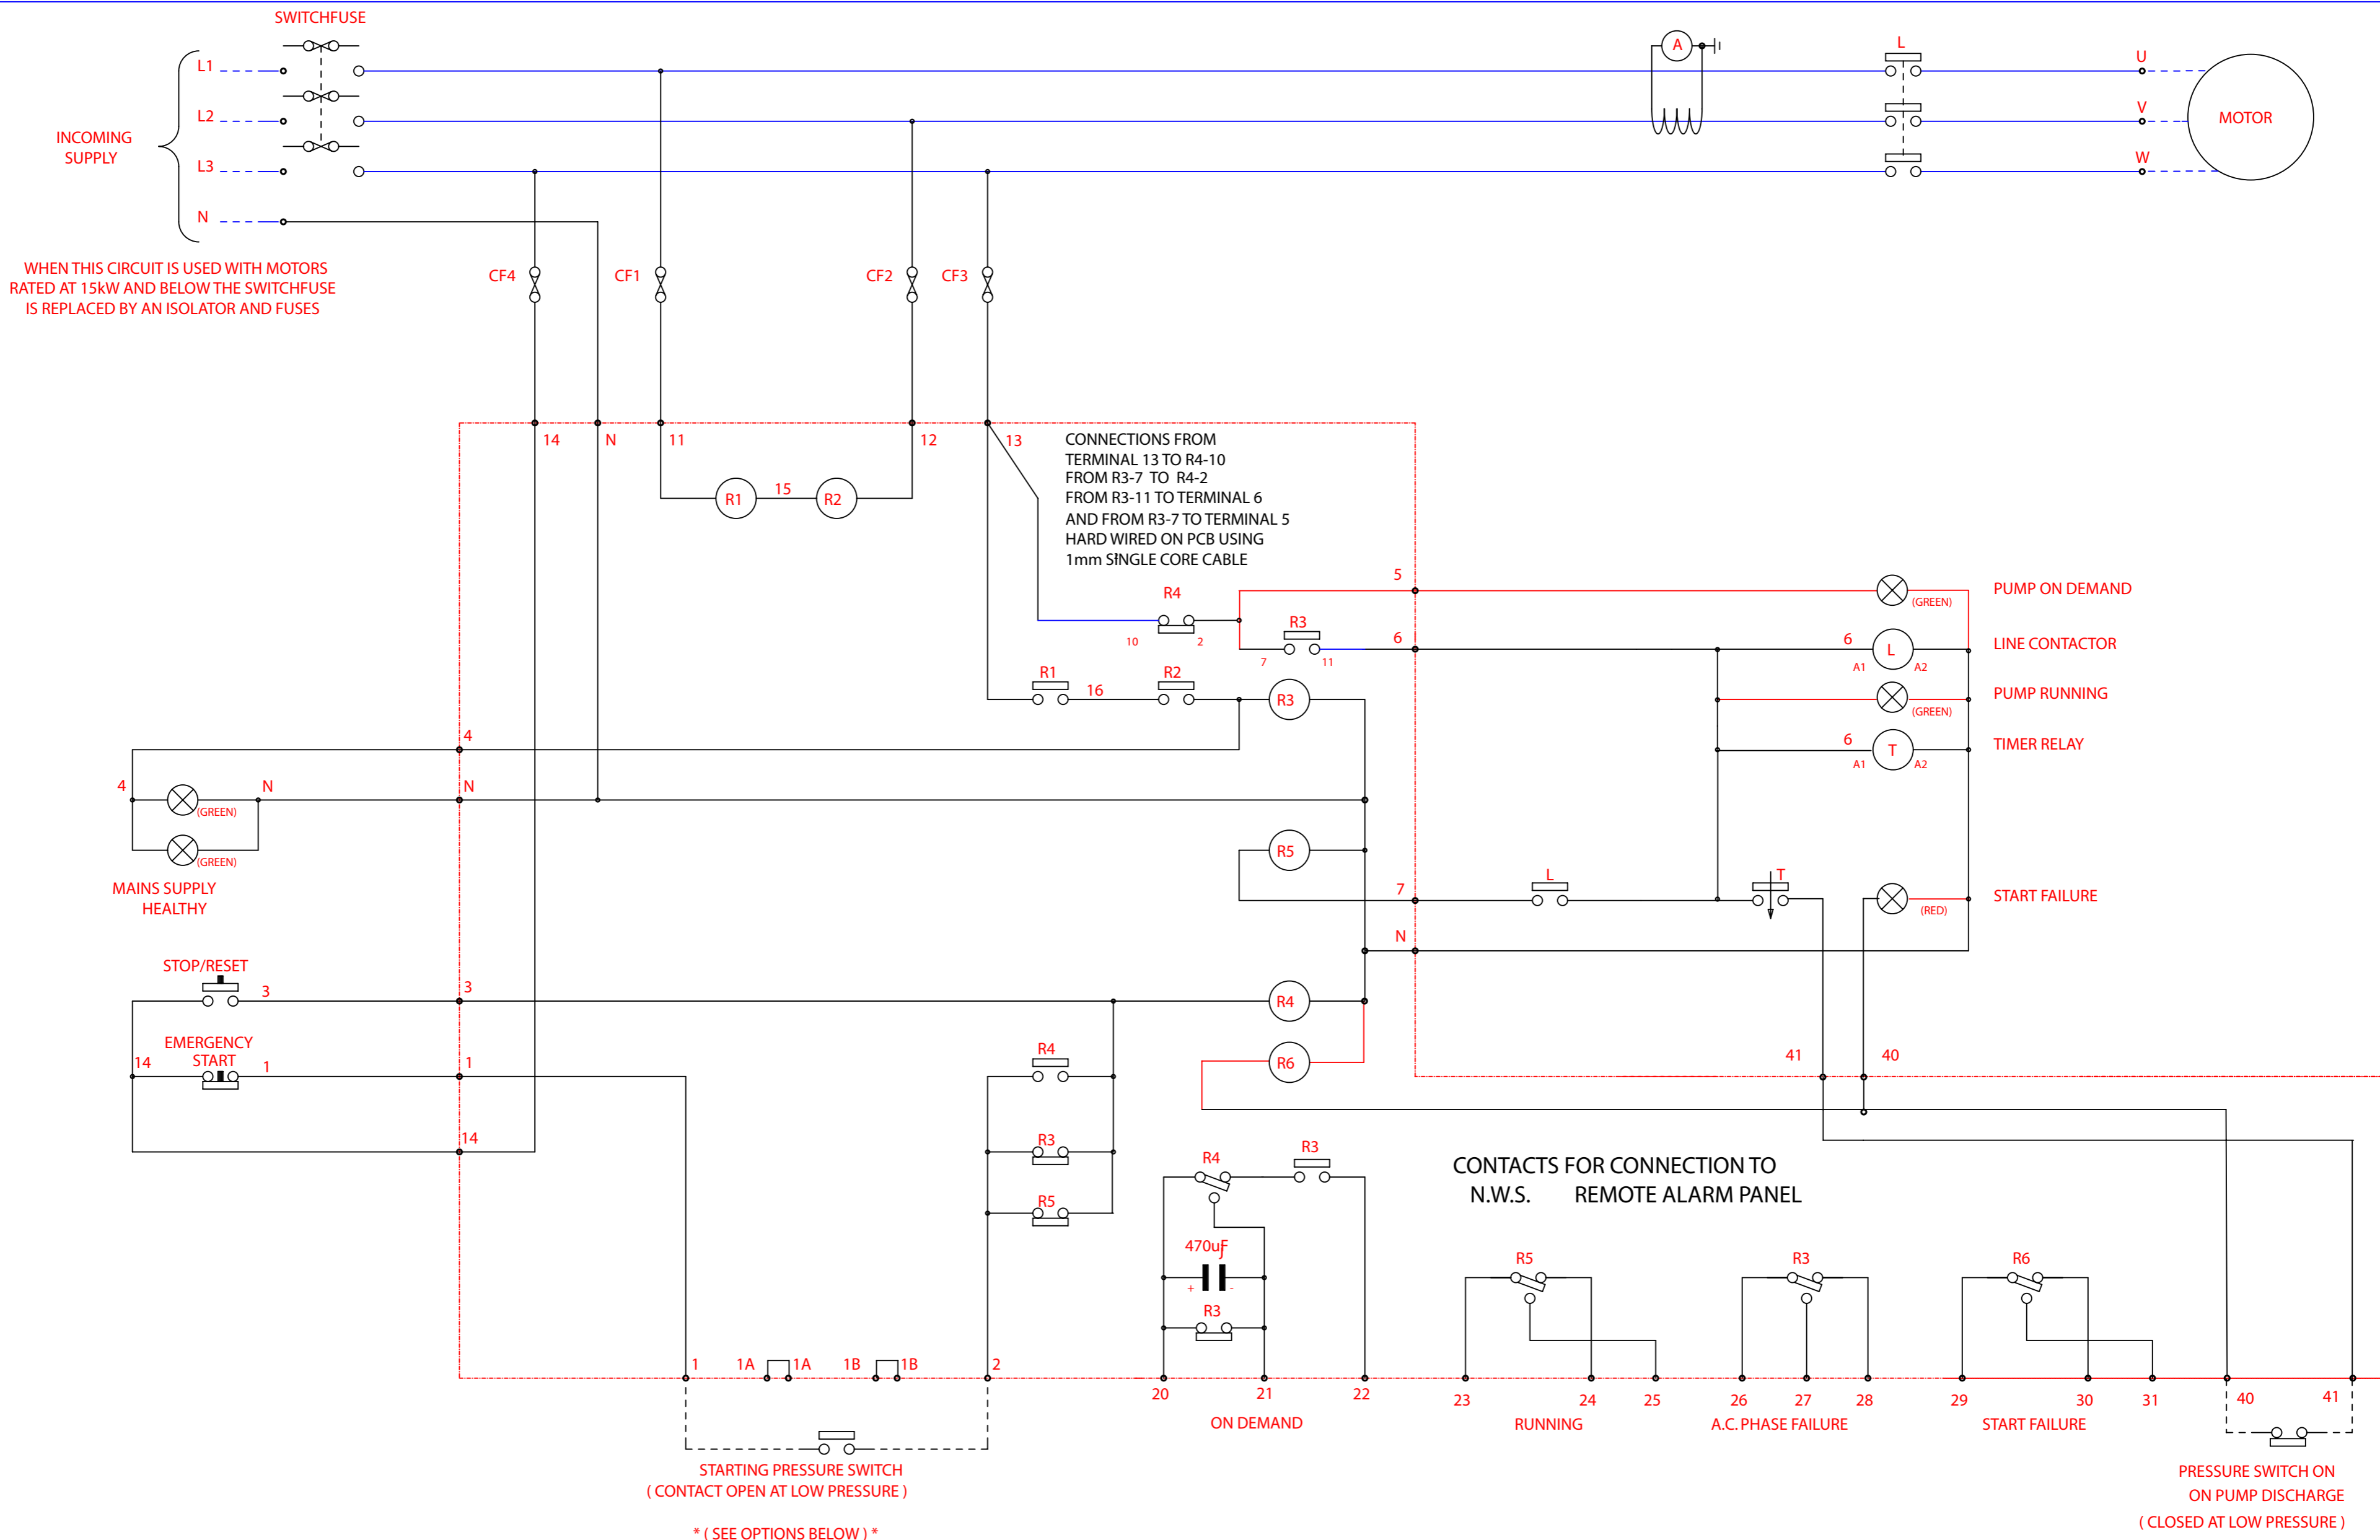 SWITCHFUSE
L1
L2
L3
N
INCOMING
SUPPLY
A
L
U
V
W
MOTOR
WHEN THIS CIRCUIT IS USED WITH MOTORS
RATED AT 15kW AND BELOW THE SWITCHFUSE
IS REPLACED BY AN ISOLATOR AND FUSES
CF4
CF1
CF2
CF3
14
N
11
12
13
R1
15
R2
CONNECTIONS FROM
TERMINAL 13 TO R4-10
FROM R3-7 TO R4-2
FROM R3-11 TO TERMINAL 6
AND FROM R3-7 TO TERMINAL 5
HARD WIRED ON PCB USING
1mm SINGLE CORE CABLE
R4
10
2
R3
7
11
5
6
(GREEN)
PUMP ON DEMAND
6
L
A1
A2
LINE CONTACTOR
R1
16
R2
R3
(GREEN)
PUMP RUNNING
6
T
A1
A2
TIMER RELAY
4
4
N
N
(GREEN)
(GREEN)
MAINS SUPPLY
HEALTHY
R5
7
L
T
(RED)
START FAILURE
N
STOP/RESET
3
3
R4
EMERGENCY
START
14
1
1
R4
R6
41
40
14
R3
R5
R4
R3
470uF
+
-
R3
CONTACTS FOR CONNECTION TO
N.W.S. REMOTE ALARM PANEL
R5
R3
R6
1
1A
1A
1B
1B
2
20
21
22
ON DEMAND
23
24
25
RUNNING
26
27
28
A.C. PHASE FAILURE
29
30
31
START FAILURE
40
41
STARTING PRESSURE SWITCH
( CONTACT OPEN AT LOW PRESSURE )
* ( SEE OPTIONS BELOW ) *
PRESSURE SWITCH ON
ON PUMP DISCHARGE
( CLOSED AT LOW PRESSURE )